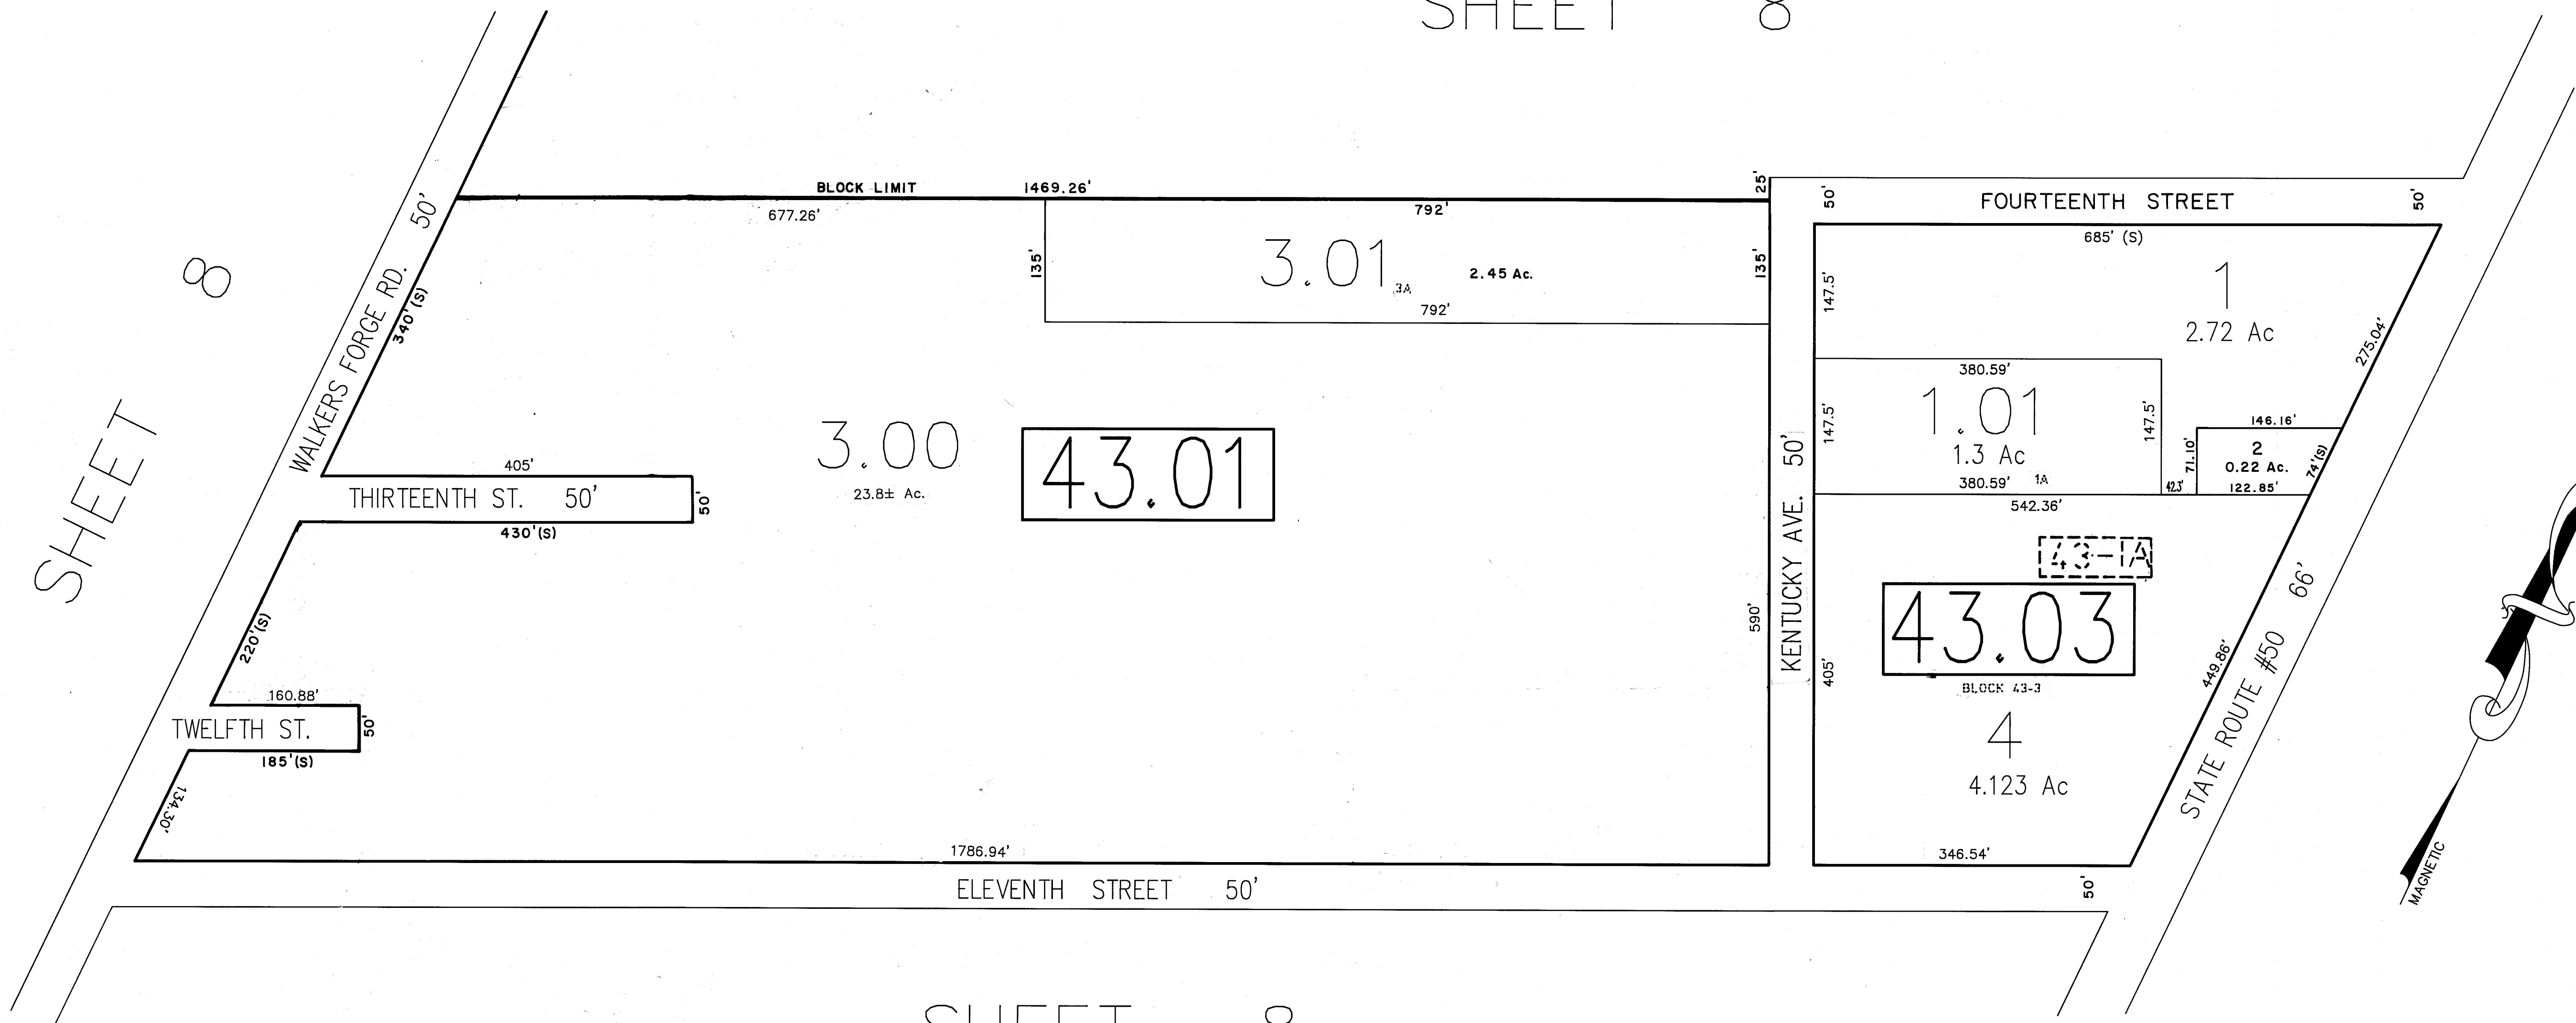 SHEET 8
BLOCK LIMIT 1469.26'
25'
677.26'
792'
50'
FOURTEENTH STREET
50'
685' (S)
SHEET 8
WALKERS FORGE RD. 50'
340'(S)
135'
3.01
3A
2.45 Ac.
135'
792'
147.5'
1
2.72 Ac
275.04'
380.59'
147.5'
1.01
1.3 Ac
147.5'
380.59' 1A
146.16'
71.10'
2
0.22 Ac.
74'(S)
42.3'
122.85'
3.00
23.8± Ac.
43.01
405'
THIRTEENTH ST. 50'
50'
430'(S)
KENTUCKY AVE. 50'
542.36'
43-1A
43.03
BLOCK 43-3
590'
405'
4
4.123 Ac
449.86'
STATE ROUTE #50 66'
220'(S)
160.88'
TWELFTH ST.
50'
185'(S)
134.30'
1786.94'
346.54'
ELEVENTH STREET 50'
50'
MAGNETIC
SHEET 8